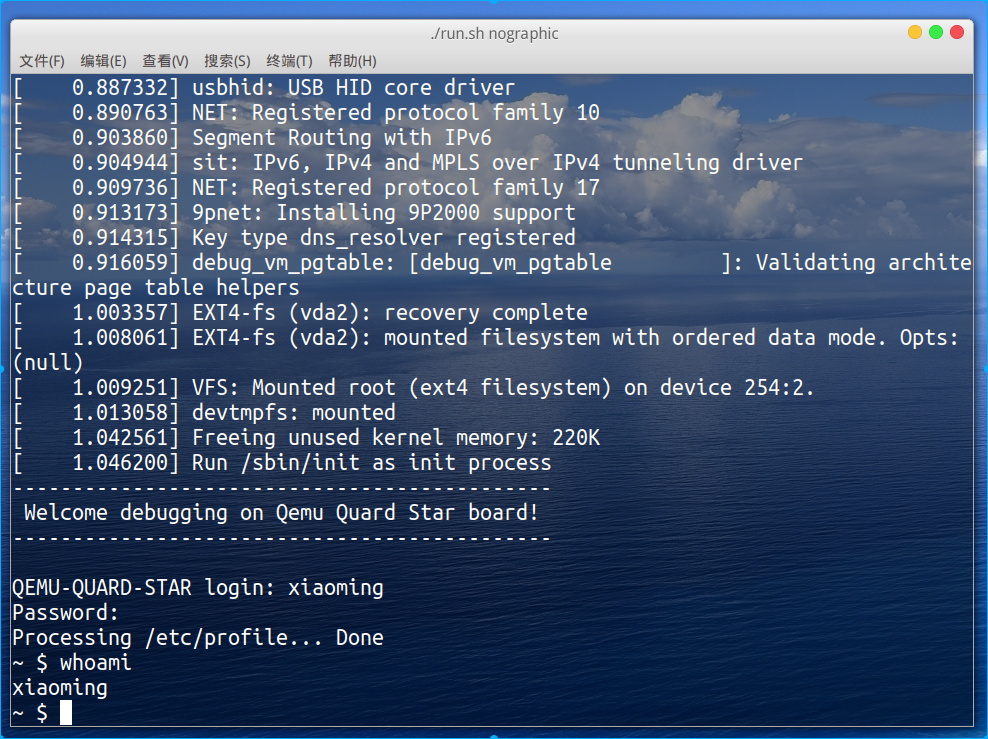 ./run.sh nographic
文件(F) 编辑(E) 查看(V) 搜索(S) 终端(T) 帮助(H)
[    0.887332] usbhid: USB HID core driver
[    0.890763] NET: Registered protocol family 10
[    0.903860] Segment Routing with IPv6
[    0.904944] sit: IPv6, IPv4 and MPLS over IPv4 tunneling driver
[    0.909736] NET: Registered protocol family 17
[    0.913173] 9pnet: Installing 9P2000 support
[    0.914315] Key type dns_resolver registered
[    0.916059] debug_vm_pgtable: [debug_vm_pgtable         ]: Validating archite
cture page table helpers
[    1.003357] EXT4-fs (vda2): recovery complete
[    1.008061] EXT4-fs (vda2): mounted filesystem with ordered data mode. Opts:
(null)
[    1.009251] VFS: Mounted root (ext4 filesystem) on device 254:2.
[    1.013058] devtmpfs: mounted
[    1.042561] Freeing unused kernel memory: 220K
[    1.046200] Run /sbin/init as init process
---------------------------------------------
 Welcome debugging on Qemu Quard Star board!
---------------------------------------------
QEMU-QUARD-STAR login: xiaoming
Password:
Processing /etc/profile... Done
~ $ whoami
xiaoming
~ $